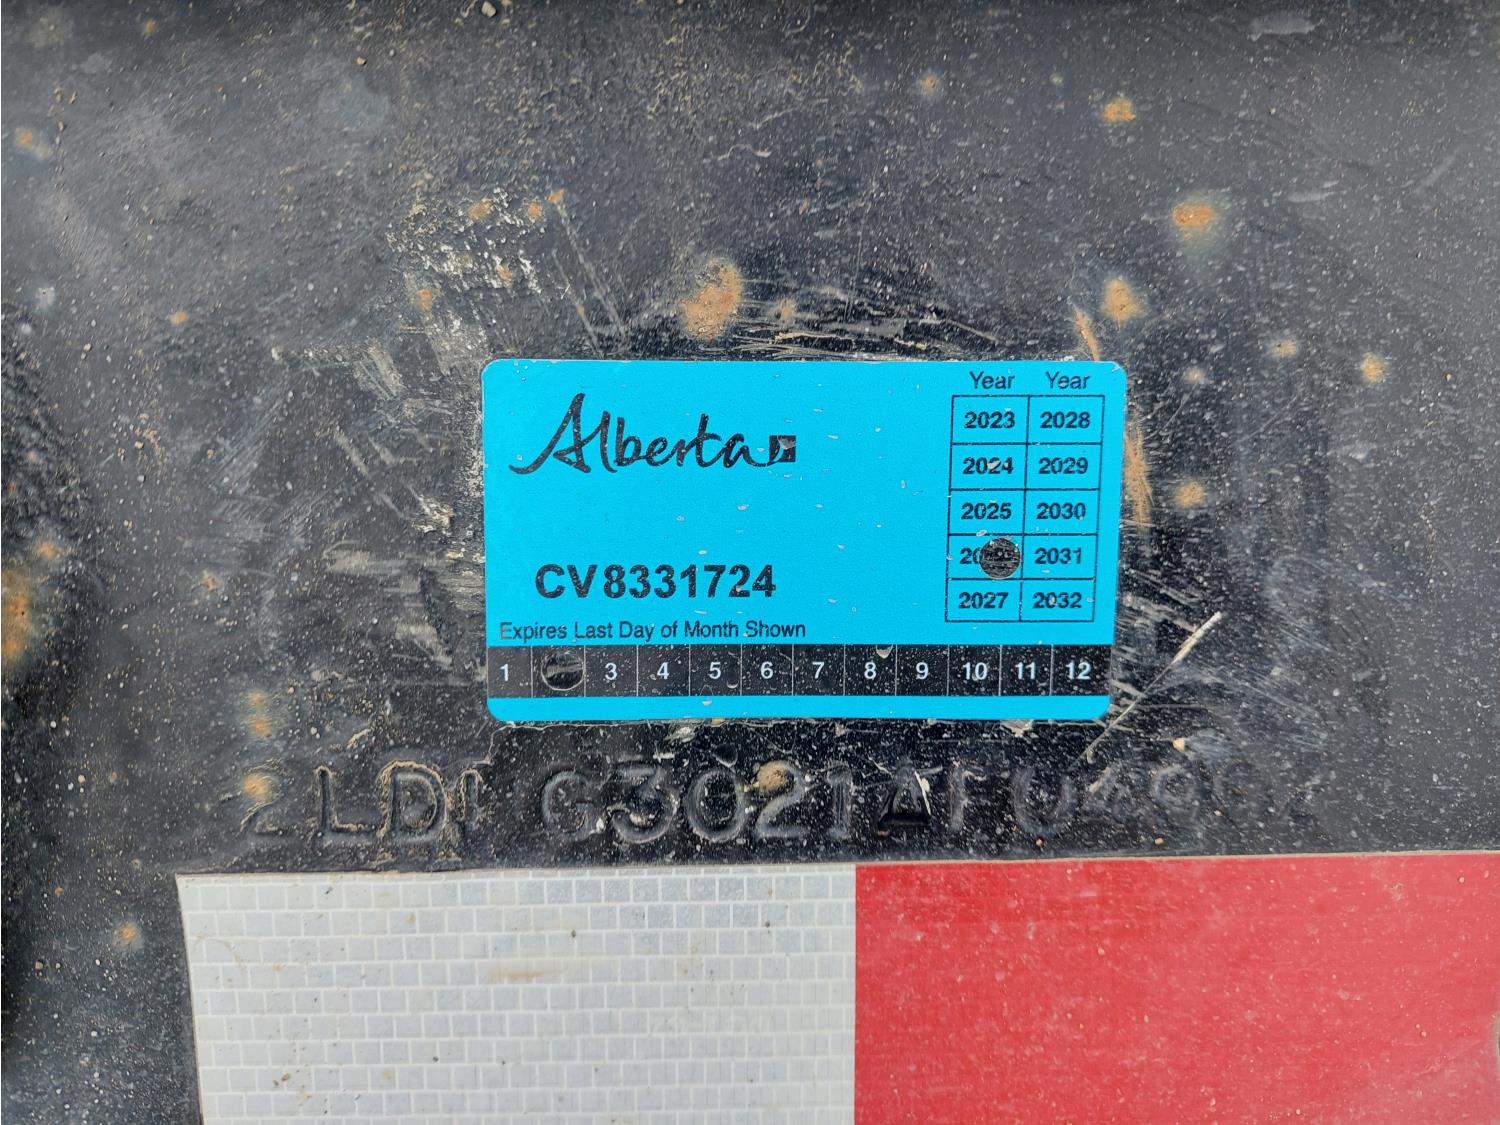 Alberta
Year Year
2023 2028
2024 2029
2025 2030
2031
2027 2032
CV8331724
Expires Last Day of Month Shown
1 3 4 5 6 7 8 9 10 11 12